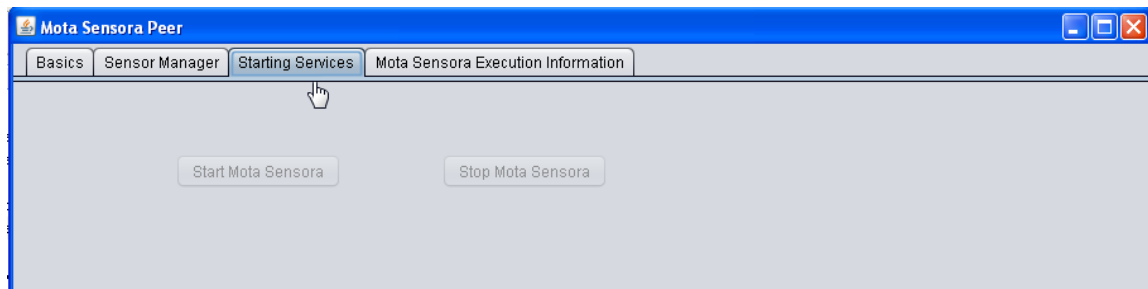 Mota Sensora Peer
Basics Sensor Manager Starting Services Mota Sensora Execution Information
Start Mota Sensora Stop Mota Sensora